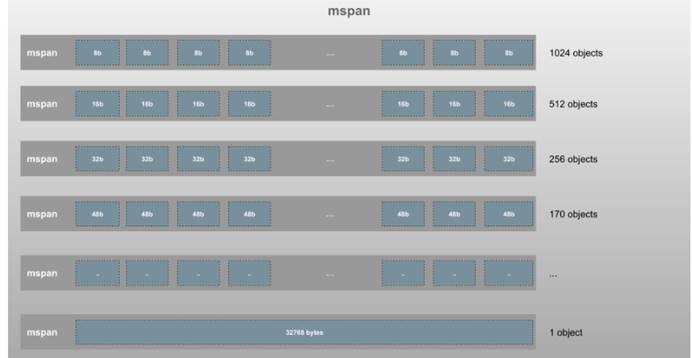 mspan
mspan 8b 8b 8b 8b .... 8b 8b 8b 1024 objects
mspan 16b 16b 16b 16b .... 16b 16b 16b 512 objects
mspan 32b 32b 32b 32b .... 32b 32b 32b 256 objects
mspan 48b 48b 48b 48b .... 48b 48b 48b 170 objects
mspan .. .. .. .. .... .. .. .. ...
mspan 32768 bytes 1 object